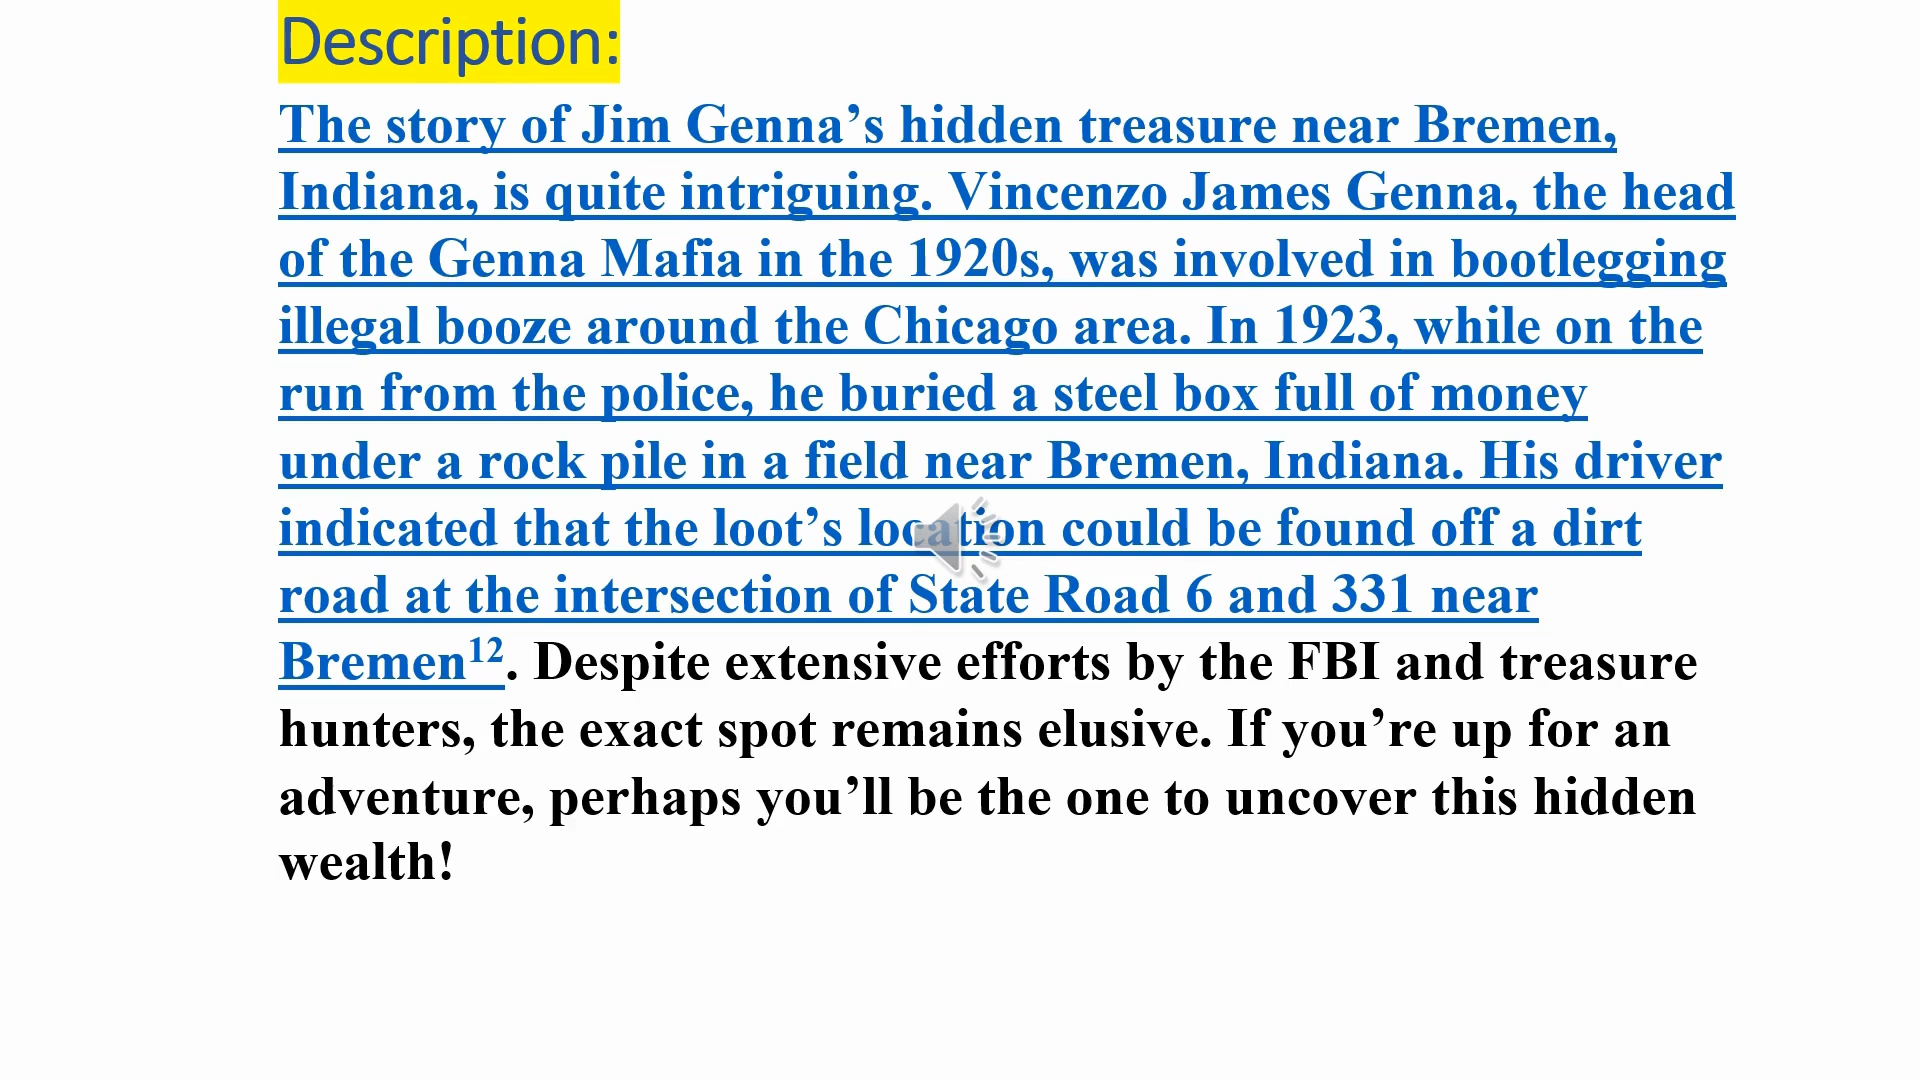 Description:
The story of Jim Genna’s hidden treasure near Bremen,
Indiana, is quite intriguing. Vincenzo James Genna, the head
of the Genna Mafia in the 1920s, was involved in bootlegging
illegal booze around the Chicago area. In 1923, while on the
run from the police, he buried a steel box full of money
under a rock pile in a field near Bremen, Indiana. His driver
indicated that the loot’s location could be found off a dirt
road at the intersection of State Road 6 and 331 near
Bremen12. Despite extensive efforts by the FBI and treasure
hunters, the exact spot remains elusive. If you’re up for an
adventure, perhaps you’ll be the one to uncover this hidden
wealth!